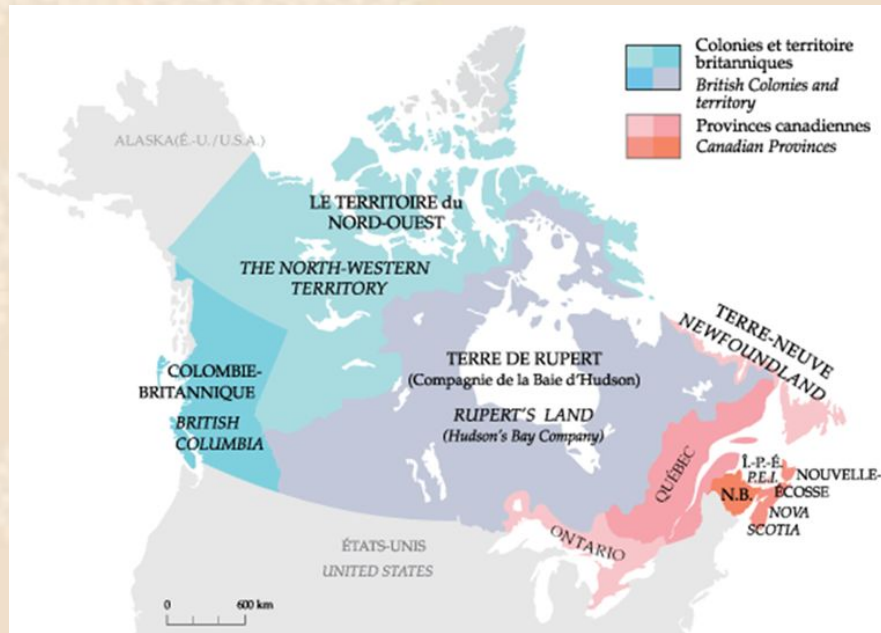 Colonies et territoire
britanniques
British Colonies and
territory
Provinces canadiennes
Canadian Provinces
ALASKA(É.-U./U.S.A.)
LE TERRITOIRE du
NORD-OUEST
THE NORTH-WESTERN
TERRITORY
TERRE-NEUVE
NEWFOUNDLAND
TERRE DE RUPERT
(Compagnie de la Baie d'Hudson)
RUPERT'S LAND
(Hudson's Bay Company)
COLOMBIE-
BRITANNIQUE
BRITISH
COLUMBIA
QUÉBEC
Î.-P.-É.
P.E.I.
N.B.
NOUVELLE-
ÉCOSSE
NOVA
SCOTIA
ONTARIO
ÉTATS-UNIS
UNITED STATES
0 600 km